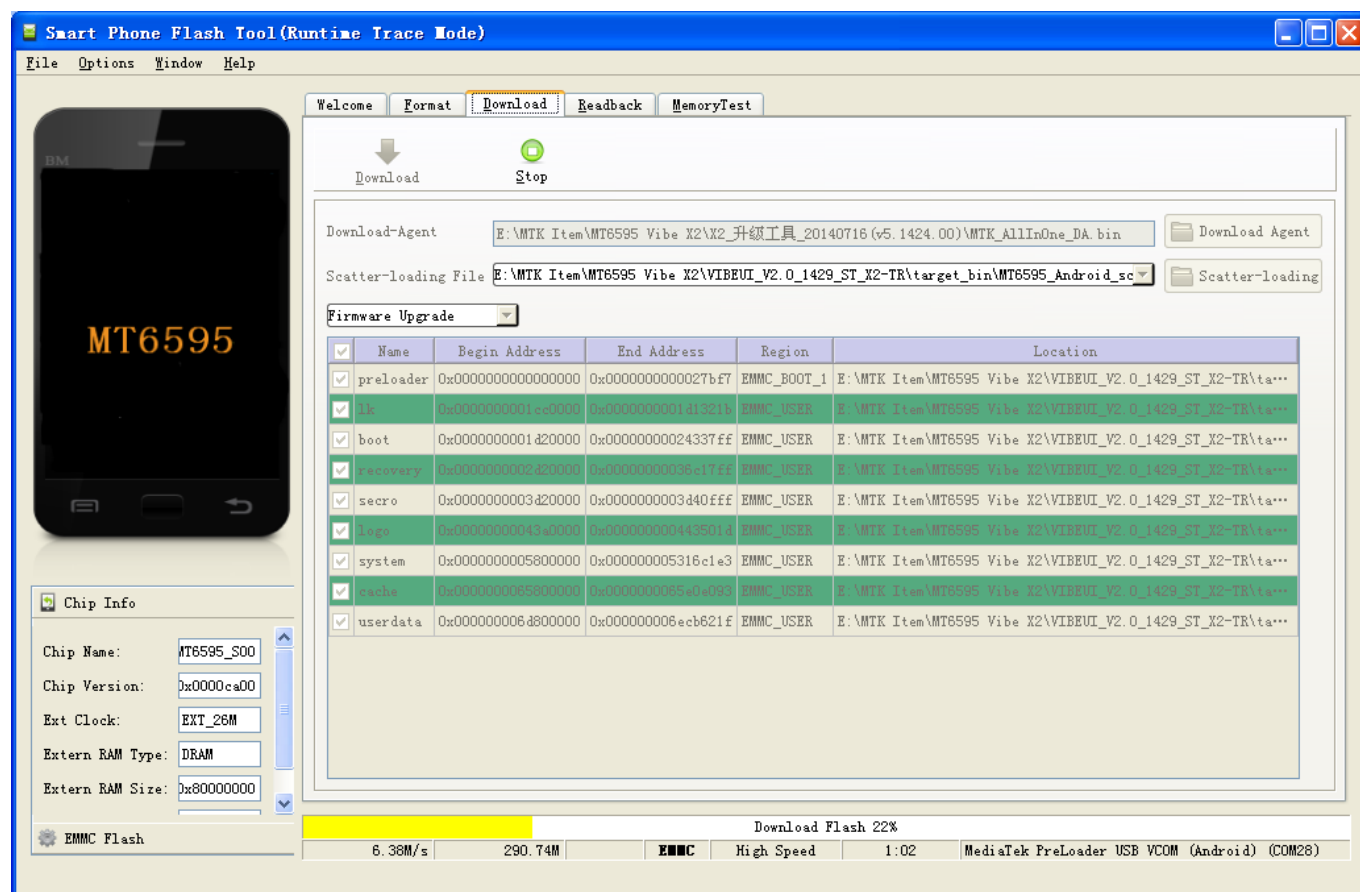 Smart Phone Flash Tool(Runtime Trace Mode)
File Options Window Help
Welcome Format Download Readback MemoryTest
BM
MT6595
Download Stop
Download-Agent E:\MTK Item\MT6595 Vibe X2\X2_升级工具_20140716(v5.1424.00)\MTK_AllInOne_DA.bin Download Agent
Scatter-loading File E:\MTK Item\MT6595 Vibe X2\VIBEUI_V2.0_1429_ST_X2-TR\target_bin\MT6595_Android_sc Scatter-loading
Firmware Upgrade
Name Begin Address End Address Region Location
preloader 0x0000000000000000 0x0000000000027bf7 EMMC_BOOT_1 E:\MTK Item\MT6595 Vibe X2\VIBEUI_V2.0_1429_ST_X2-TR\ta...
lk 0x0000000001cc0000 0x0000000001d1321b EMMC_USER E:\MTK Item\MT6595 Vibe X2\VIBEUI_V2.0_1429_ST_X2-TR\ta...
boot 0x0000000001d20000 0x00000000024337ff EMMC_USER E:\MTK Item\MT6595 Vibe X2\VIBEUI_V2.0_1429_ST_X2-TR\ta...
recovery 0x0000000002d20000 0x00000000036c17ff EMMC_USER E:\MTK Item\MT6595 Vibe X2\VIBEUI_V2.0_1429_ST_X2-TR\ta...
secro 0x0000000003d20000 0x0000000003d40fff EMMC_USER E:\MTK Item\MT6595 Vibe X2\VIBEUI_V2.0_1429_ST_X2-TR\ta...
logo 0x00000000043a0000 0x000000000443501d EMMC_USER E:\MTK Item\MT6595 Vibe X2\VIBEUI_V2.0_1429_ST_X2-TR\ta...
system 0x0000000005800000 0x000000005316c1e3 EMMC_USER E:\MTK Item\MT6595 Vibe X2\VIBEUI_V2.0_1429_ST_X2-TR\ta...
cache 0x0000000065800000 0x0000000065e0e093 EMMC_USER E:\MTK Item\MT6595 Vibe X2\VIBEUI_V2.0_1429_ST_X2-TR\ta...
userdata 0x000000006d800000 0x000000006ecb621f EMMC_USER E:\MTK Item\MT6595 Vibe X2\VIBEUI_V2.0_1429_ST_X2-TR\ta...
Chip Info
Chip Name: MT6595_S00
Chip Version: 0x0000ca00
Ext Clock: EXT_26M
Extern RAM Type: DRAM
Extern RAM Size: 0x80000000
EMMC Flash
Download Flash 22%
6.38M/s 290.74M EMMC High Speed 1:02 MediaTek PreLoader USB VCOM (Android) (COM28)